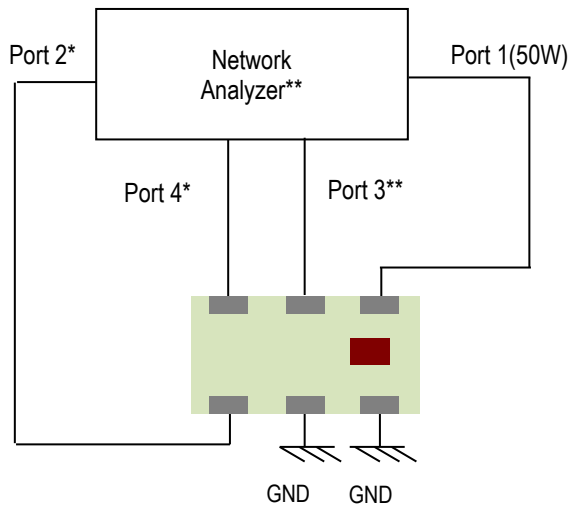 Port 2*
Network
Analyzer**
Port 1(50W)
Port 4*
Port 3**
GND
GND